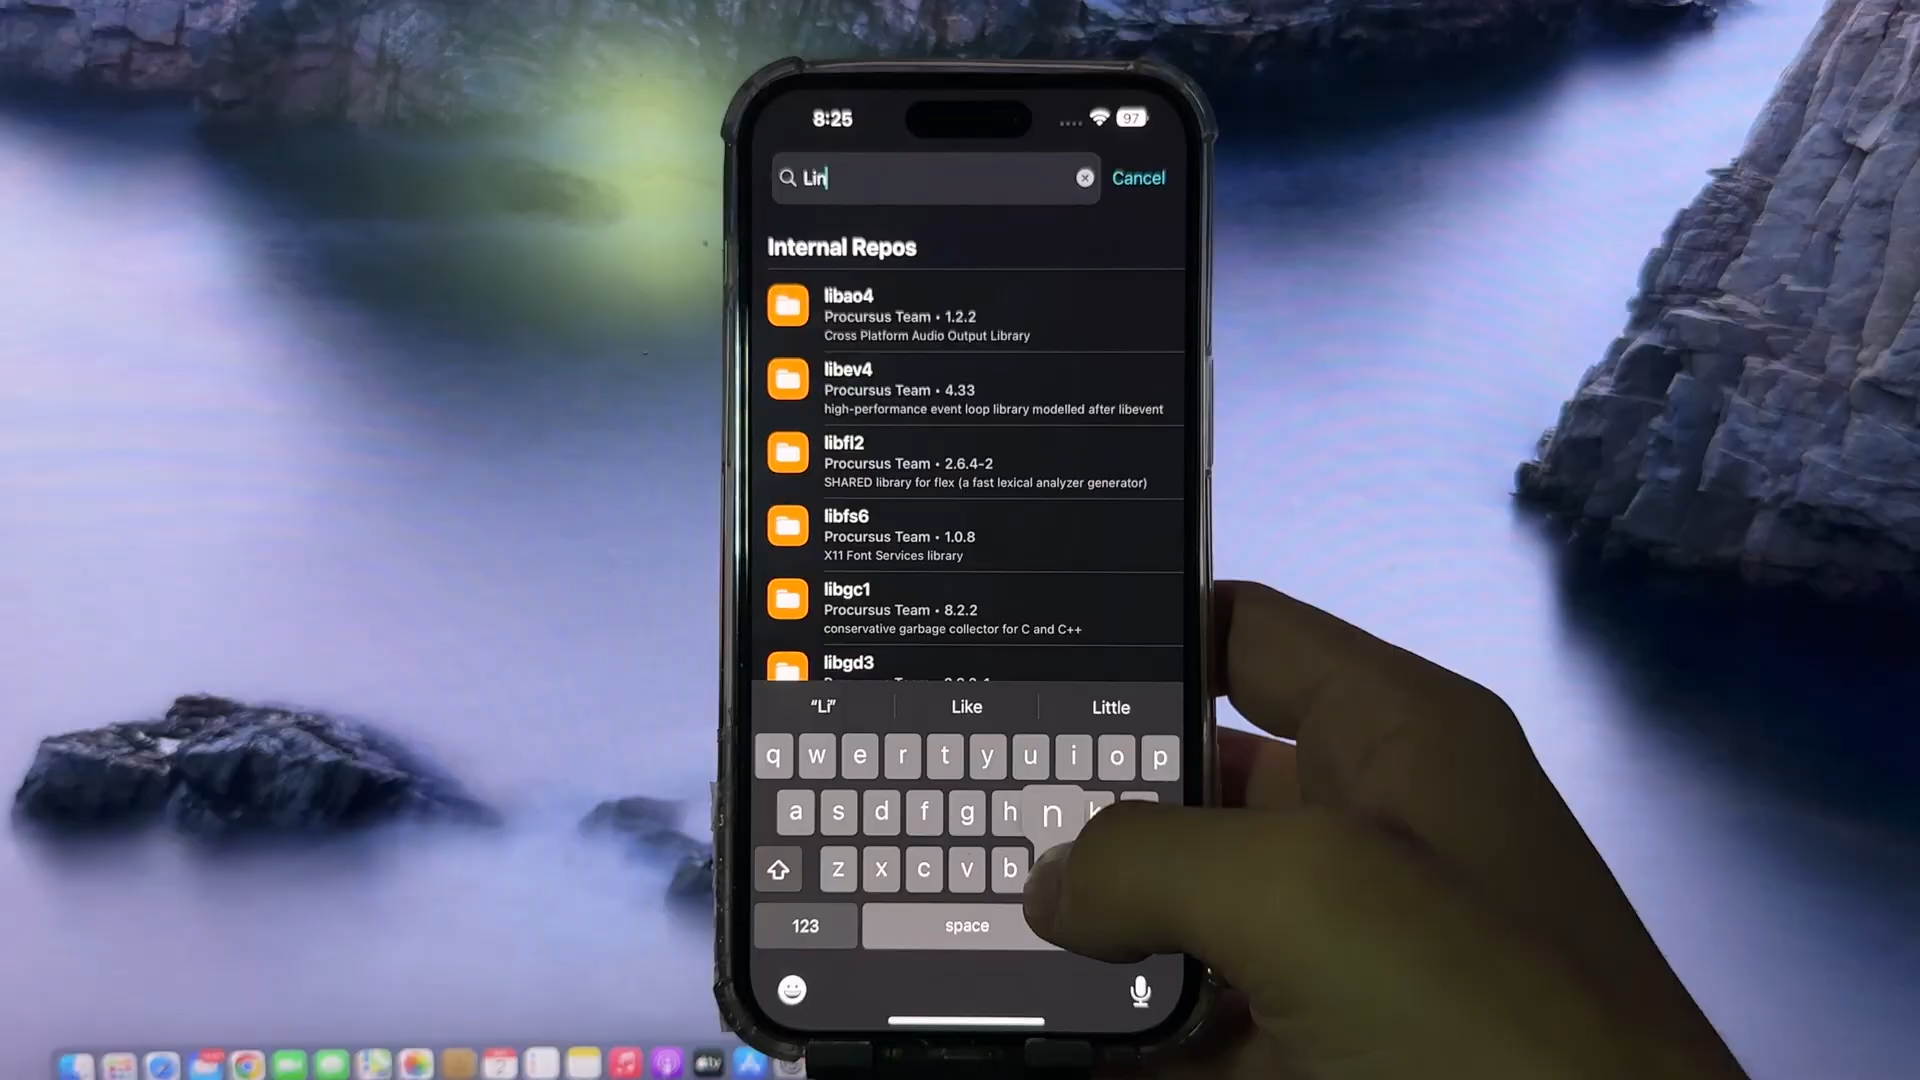 8:25
97
Lin
Cancel
Internal Repos
libao4
Procursus Team • 1.2.2
Cross Platform Audio Output Library
libev4
Procursus Team • 4.33
high-performance event loop library modelled after libevent
libfl2
Procursus Team • 2.6.4-2
SHARED library for flex (a fast lexical analyzer generator)
libfs6
Procursus Team • 1.0.8
X11 Font Services library
libgc1
Procursus Team • 8.2.2
conservative garbage collector for C and C++
libgd3
“Li” Like Little
q w e r t y u i o p
a s d f g h n k
z x c v b
123 space